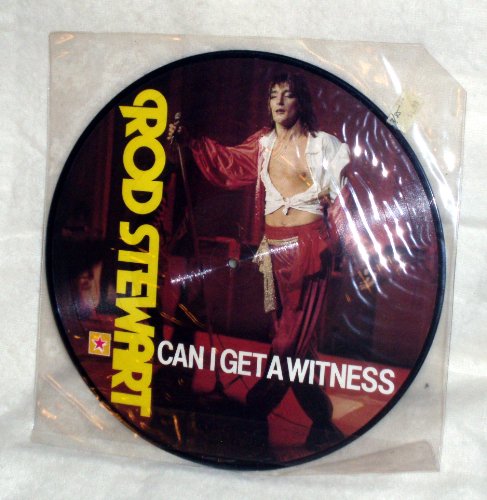 ROD STEWART
CAN I GET A WITNESS